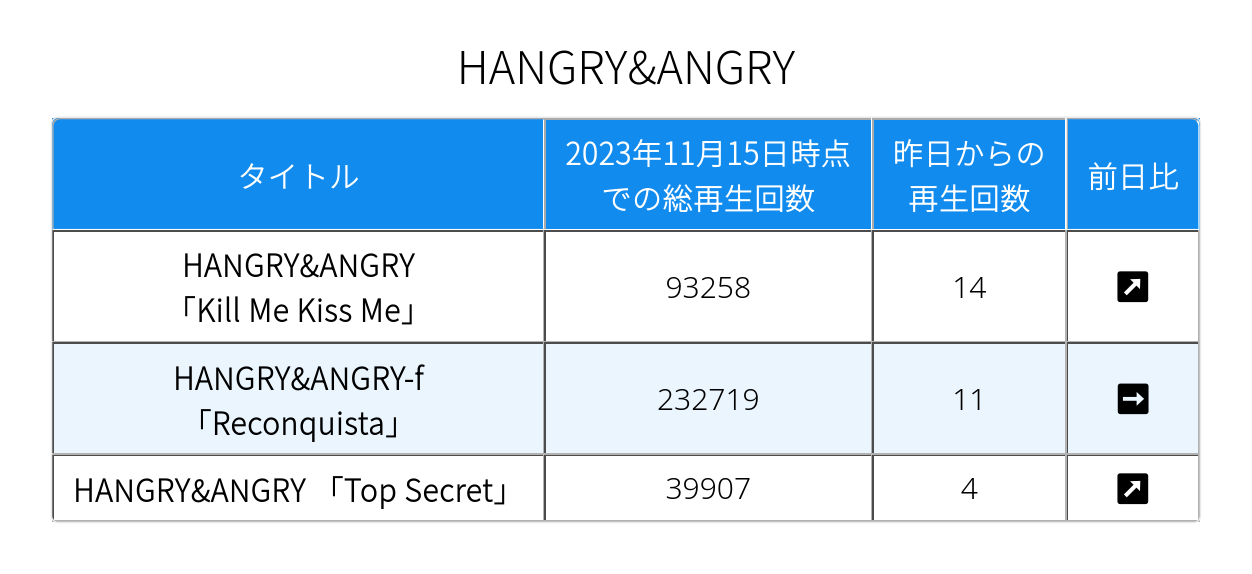 HANGRY&ANGRY
タイトル
2023年11月15日時点
での総再生回数
昨日からの
再生回数
前日比
HANGRY&ANGRY
「Kill Me Kiss Me」
93258
14
HANGRY&ANGRY-f
「Reconquista」
232719
11
HANGRY&ANGRY 「Top Secret」
39907
4